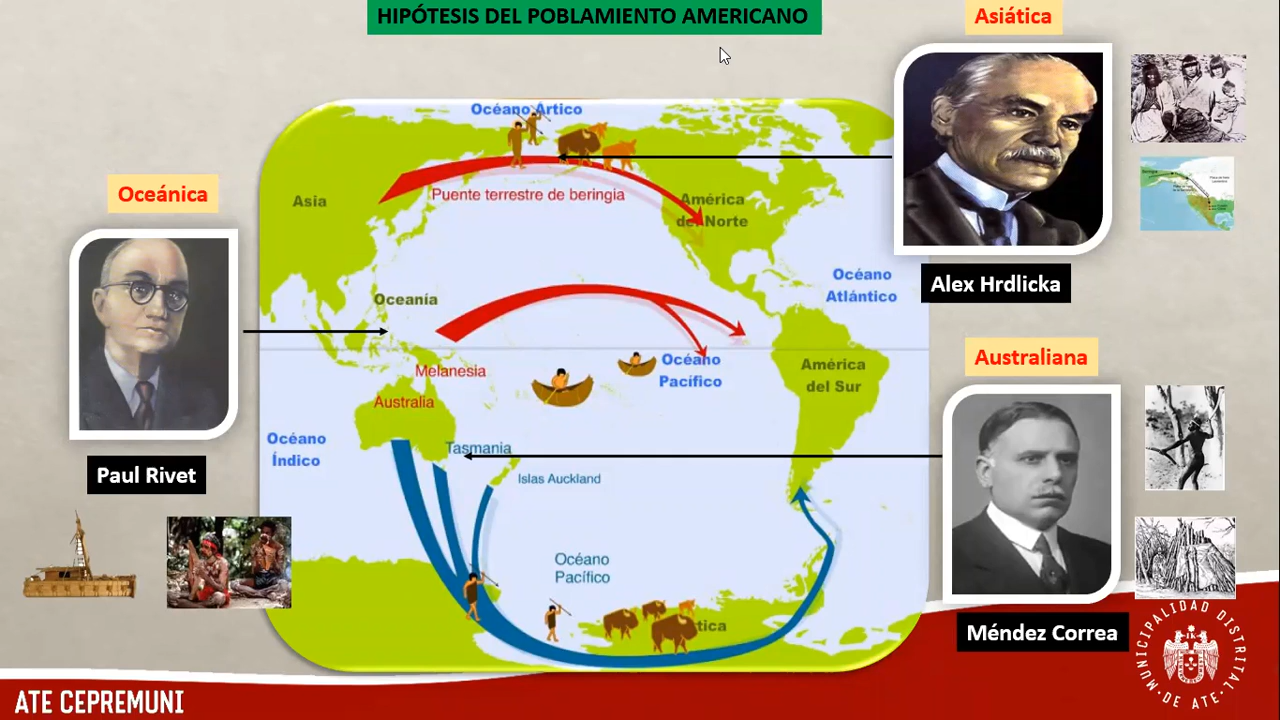 HIPÓTESIS DEL POBLAMIENTO AMERICANO
Asiática
Océano Ártico
Puente terrestre de beringia
Asia
América
del Norte
Oceánica
Alex Hrdlicka
Océano
Atlántico
Oceanía
Melanesia
Océano
Pacífico
América
del Sur
Australiana
Australia
Océano
Índico
Tasmania
Islas Auckland
Paul Rivet
Océano
Pacífico
tica
Méndez Correa
MUNICIPALIDAD DISTRITAL
DE ATE
ATE CEPREMUNI